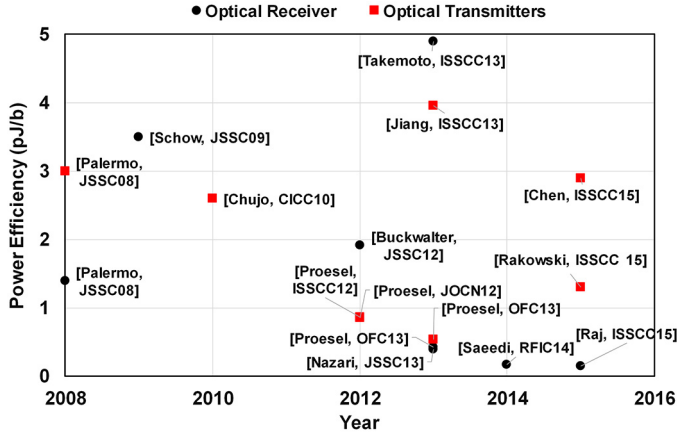 Optical Receiver
Optical Transmitters
Power Efficiency (pJ/b)
5
4
3
2
1
0
[Takemoto, ISSCC13]
[Jiang, ISSCC13]
[Schow, JSSC09]
[Palermo,
JSSC08]
[Chujo, CICC10]
[Chen, ISSCC15]
[Buckwalter,
JSSC12]
[Palermo,
JSSC08]
[Proesel,
ISSCC12]
[Rakowski, ISSCC 15]
[Proesel, JOCN12]
[Proesel, OFC13]
[Proesel, OFC13]
[Saeedi, RFIC14]
[Raj, ISSCC15]
[Nazari, JSSC13]
2008
2010
2012
2014
2016
Year